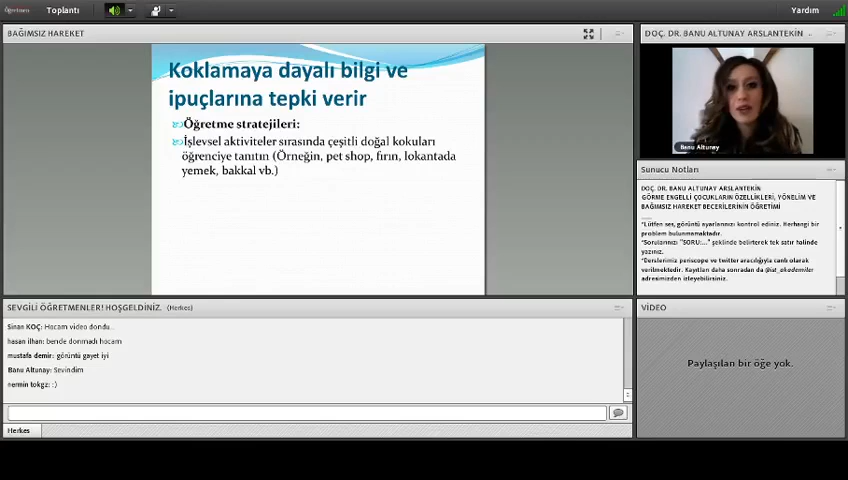 Öğretmen Toplantı Yardım
BAĞIMSIZ HAREKET
Koklamaya dayalı bilgi ve
ipuçlarına tepki verir
Öğretme stratejileri:
İşlevsel aktiviteler sırasında çeşitli doğal kokuları
öğrenciye tanıtın (Örneğin, pet shop, fırın, lokantada
yemek, bakkal vb.)
DOÇ. DR. BANU ALTUNAY ARSLANTEKİN ..
Banu Altunay
Sunucu Notları
DOÇ. DR. BANU ALTUNAY ARSLANTEKİN
GÖRME ENGELLİ ÇOCUKLARIN ÖZELLİKLERİ, YÖNELİM VE
BAĞIMSIZ HAREKET BECERİLERİNİN ÖĞRETİMİ
*Lütfen ses, görüntü ayarlarınızı kontrol ediniz. Herhangi bir
problem bulunmamaktadır.
*Sorularınızı "SORU:..." şeklinde belirterek tek satır halinde
yazınız.
*Derslerimiz periscope ve twitter aracılığıyla canlı olarak
verilmektedir. Kayıtları daha sonradan da @ist_akademiler
adresimizden izleyebilirsiniz.
SEVGİLİ ÖĞRETMENLER! HOŞGELDİNİZ. (Herkes)
Sinan KOÇ: Hocam video dondu..
hasan ilhan: bende donmadı hocam
mustafa demir: görüntü gayet iyi
Banu Altunay: Sevindim
nermin tokgz: :)
Herkes
VİDEO
Paylaşılan bir öğe yok.